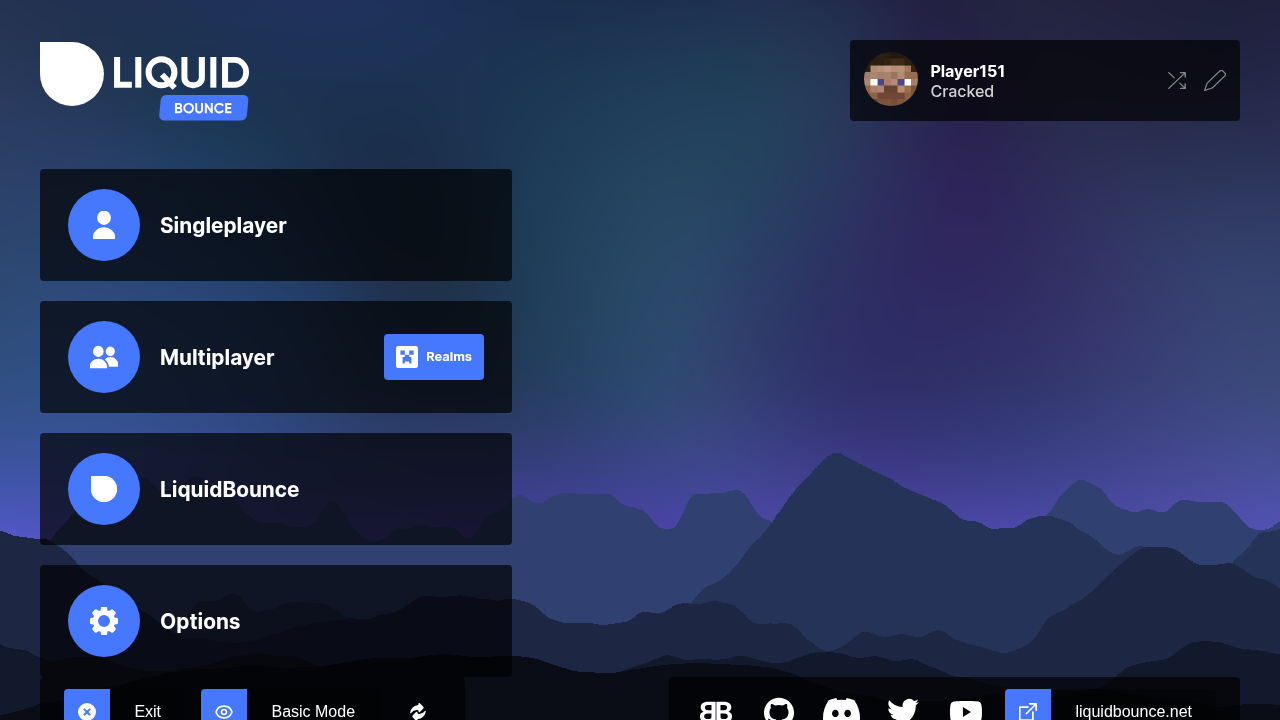 LIQUID
BOUNCE
Player151
Cracked
Singleplayer
Multiplayer
Realms
LiquidBounce
Options
Exit
Basic Mode
liquidbounce.net